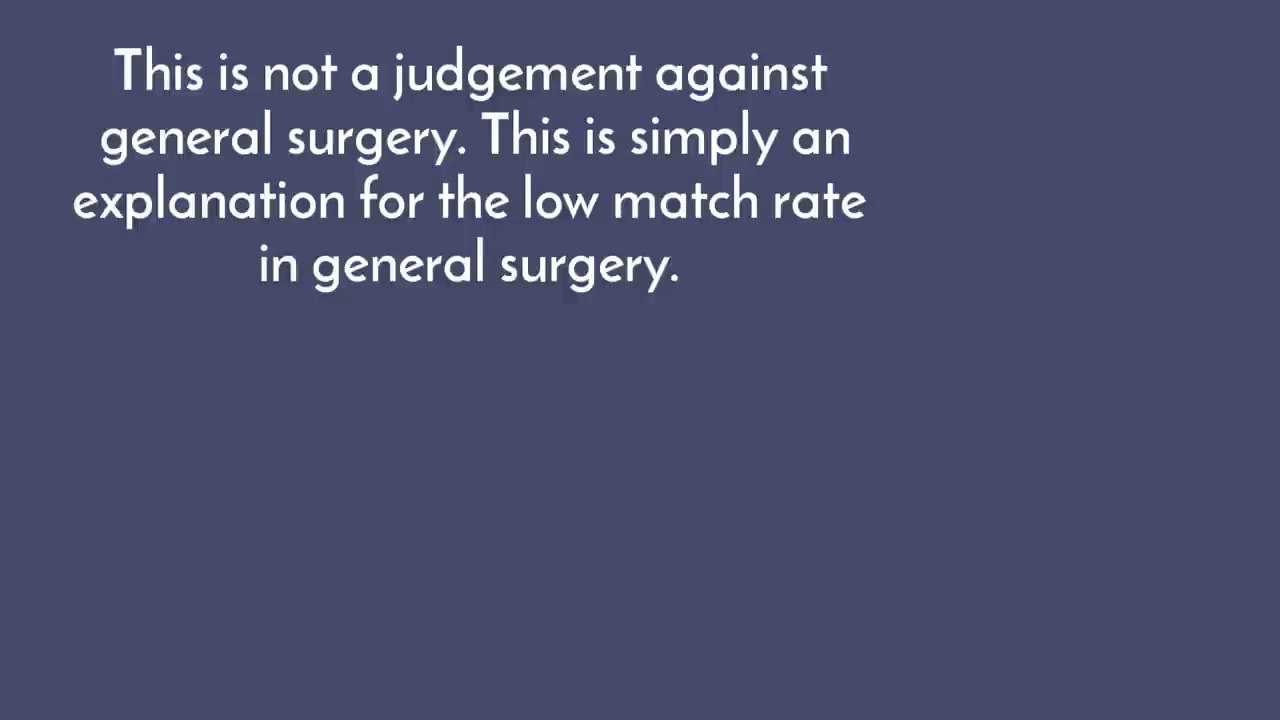 This is not a judgement against
general surgery. This is simply an
explanation for the low match rate
in general surgery.